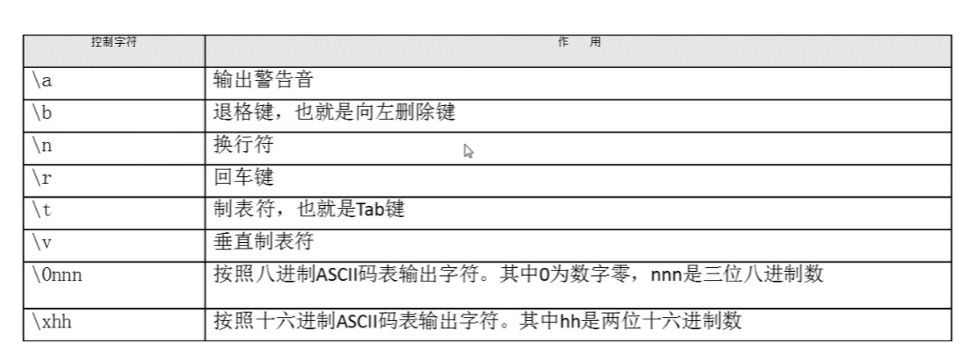 控制字符 作 用
\a 输出警告音
\b 退格键，也就是向左删除键
\n 换行符
\r 回车键
\t 制表符，也就是Tab键
\v 垂直制表符
\0nnn 按照八进制ASCII码表输出字符。其中0为数字零，nnn是三位八进制数
\xhh 按照十六进制ASCII码表输出字符。其中hh是两位十六进制数